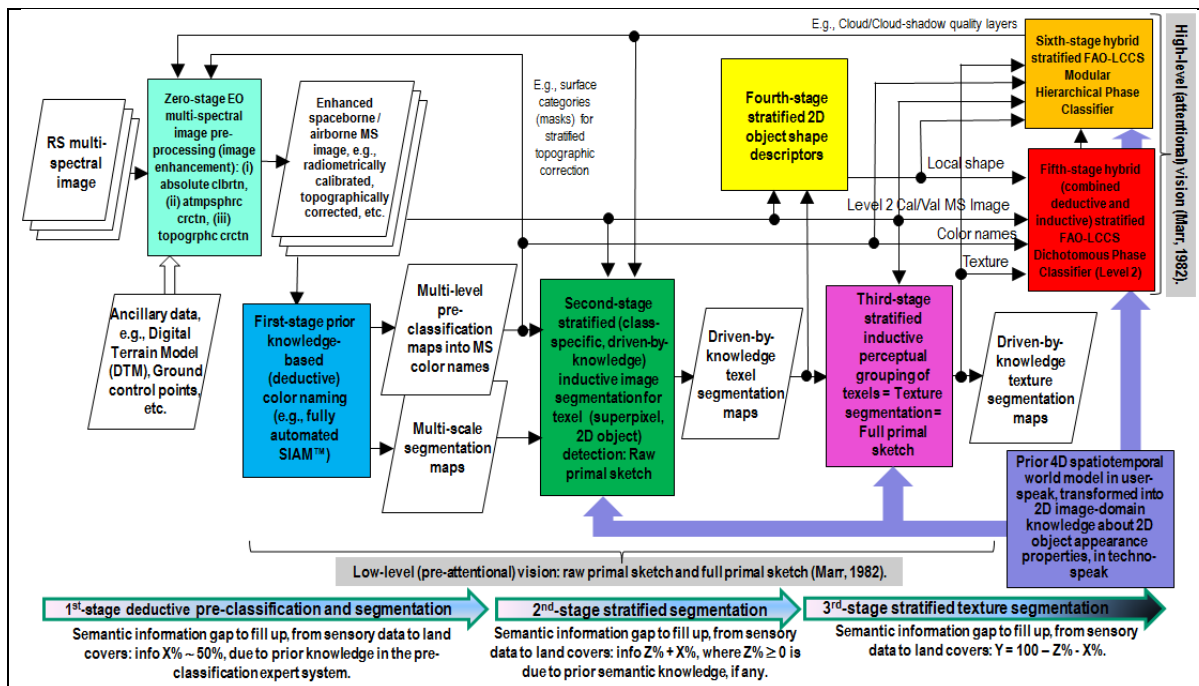 E.g., Cloud/Cloud-shadow quality layers
RS multi-
spectral
image
Zero-stage EO
multi-spectral
image pre-
processing (image
enhancement): (i)
absolute clbrtn,
(ii) atmpsphrc
crctn, (iii)
topogrphc crctn
Enhanced
spaceborne /
airborne MS
image, e.g.,
radiometrically
calibrated,
topographically
corrected, etc.
E.g., surface
categories
(masks) for
stratified
topographic
correction
Fourth-stage
stratified 2D
object shape
descriptors
Sixth-stage hybrid
stratified FAO-LCCS
Modular
Hierarchical Phase
Classifier
High-level (attentional)
vision (Marr, 1982).
Local shape
Level 2 Cal/Val MS Image
Color names
Texture
Fifth-stage hybrid
(combined
deductive and
inductive) stratified
FAO-LCCS
Dichotomous Phase
Classifier (Level 2)
Ancillary data,
e.g., Digital
Terrain Model
(DTM), Ground
control points,
etc.
First-stage prior
knowledge-
based
(deductive)
color naming
(e.g., fully
automated
SIAM™)
Multi-level
pre-
classification
maps into MS
color names
Multi-scale
segmentation
maps
Second-stage
stratified (class-
specific, driven-by-
knowledge)
inductive image
segmentation for
texel (superpixel,
2D object)
detection: Raw
primal sketch
Driven-by-
knowledge texel
segmentation
maps
Third-stage
stratified
inductive
perceptual
grouping of
texels = Texture
segmentation =
Full primal
sketch
Driven-by-
knowledge
texture
segmentation
maps
Prior 4D spatiotemporal
world model in user-
speak, transformed into
2D image-domain
knowledge about 2D
object appearance
properties, in techno-
speak
Low-level (pre-attentional) vision: raw primal sketch and full primal sketch (Marr, 1982).
1st-stage deductive pre-classification and segmentation
Semantic information gap to fill up, from sensory data to land
covers: info X% ~ 50%, due to prior knowledge in the pre-
classification expert system.
2nd-stage stratified segmentation
Semantic information gap to fill up, from sensory
data to land covers: info Z% + X%, where Z% ≥ 0 is
due to prior semantic knowledge, if any.
3rd-stage stratified texture segmentation
Semantic information gap to fill up, from sensory
data to land covers: Y = 100 – Z% - X%.